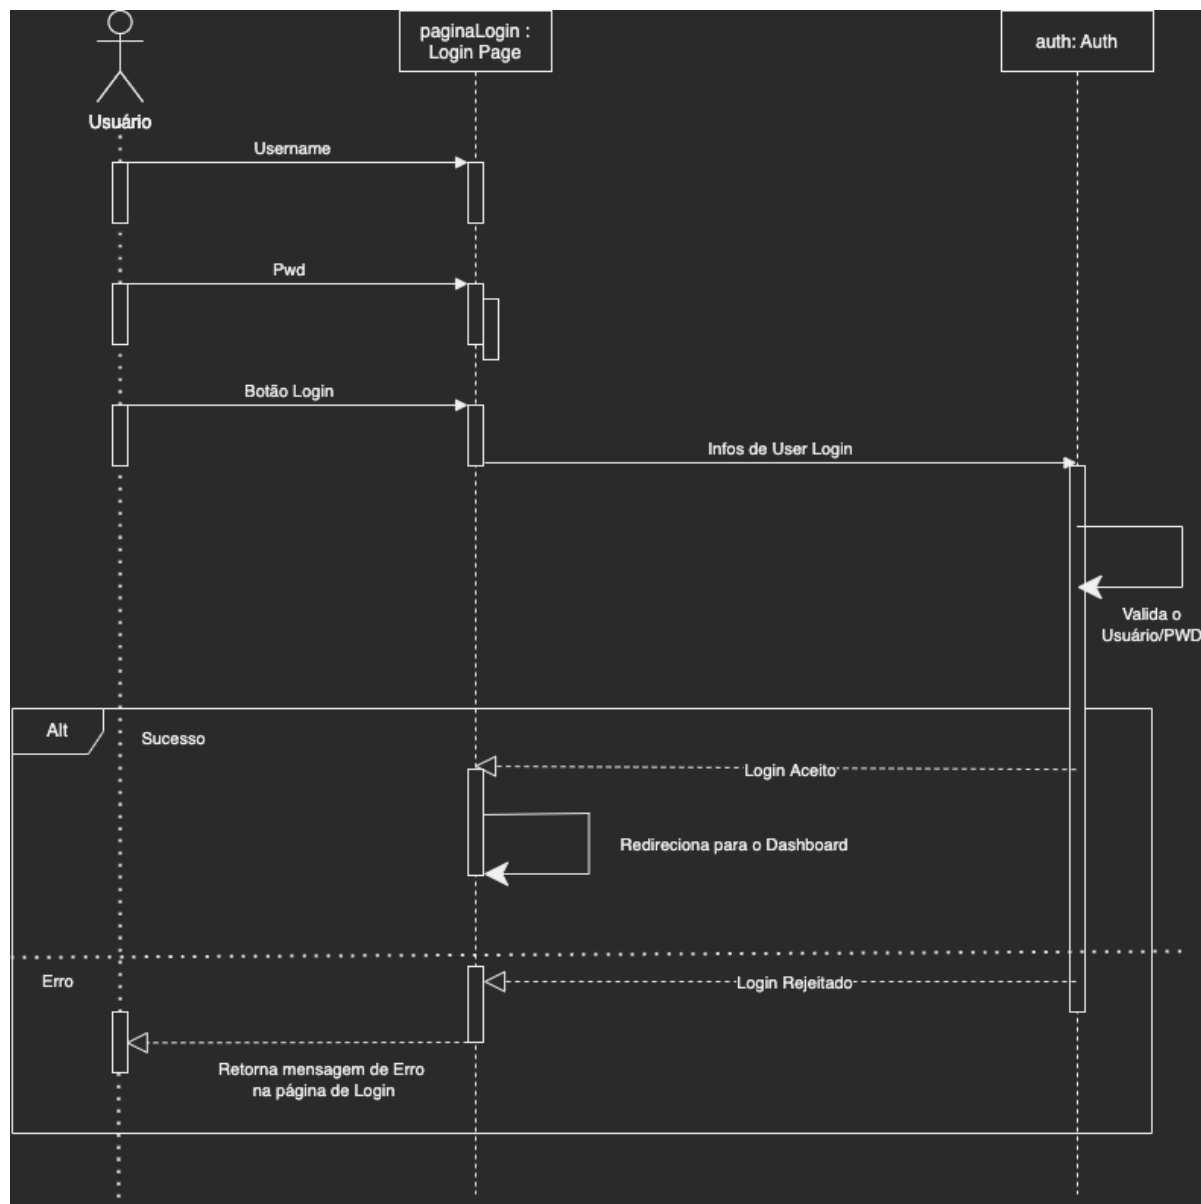 paginaLogin :
Login Page
auth: Auth
Usuário
Username
Pwd
Botão Login
Infos de User Login
Valida o
Usuário/PWD
Alt
Sucesso
Login Aceito
Redireciona para o Dashboard
Erro
Login Rejeitado
Retorna mensagem de Erro
na página de Login